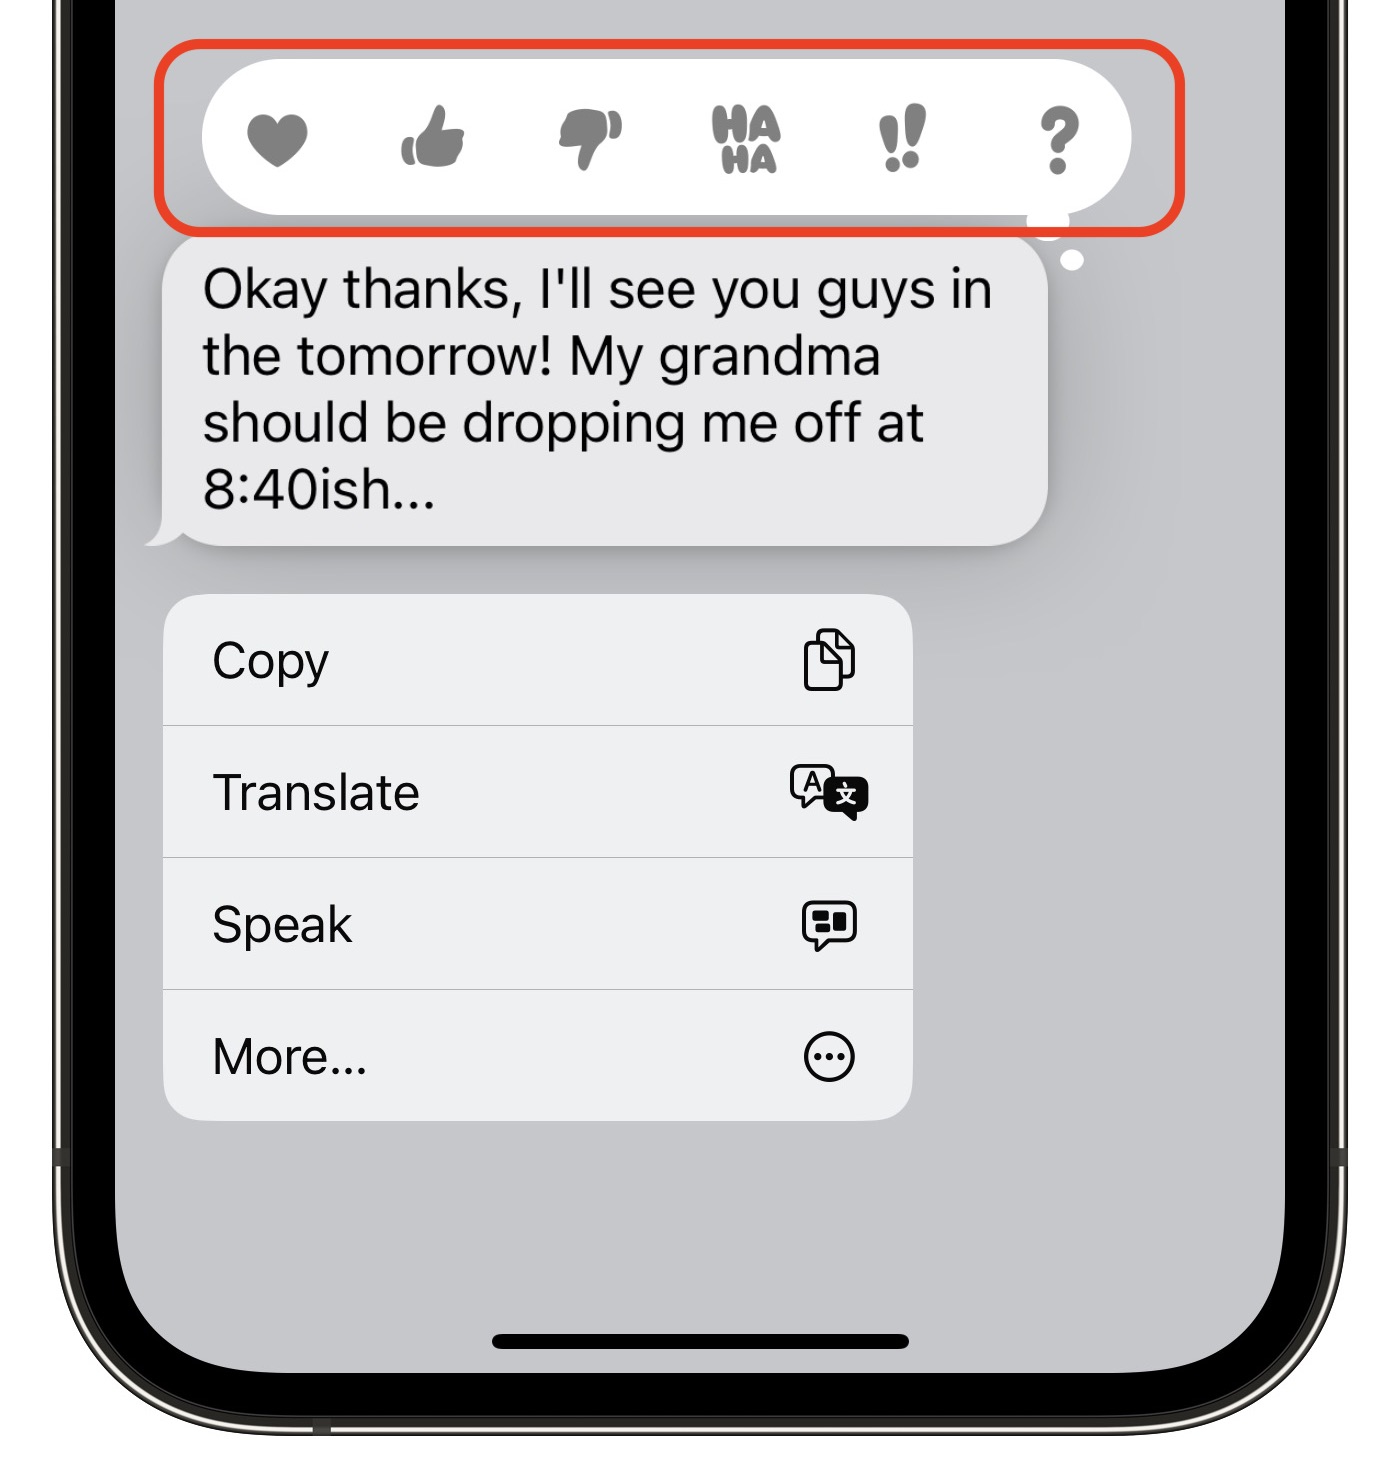 HA
HA
!!
?
Okay thanks, I'll see you guys in
the tomorrow! My grandma
should be dropping me off at
8:40ish...
Copy
Translate
A
文
Speak
More...